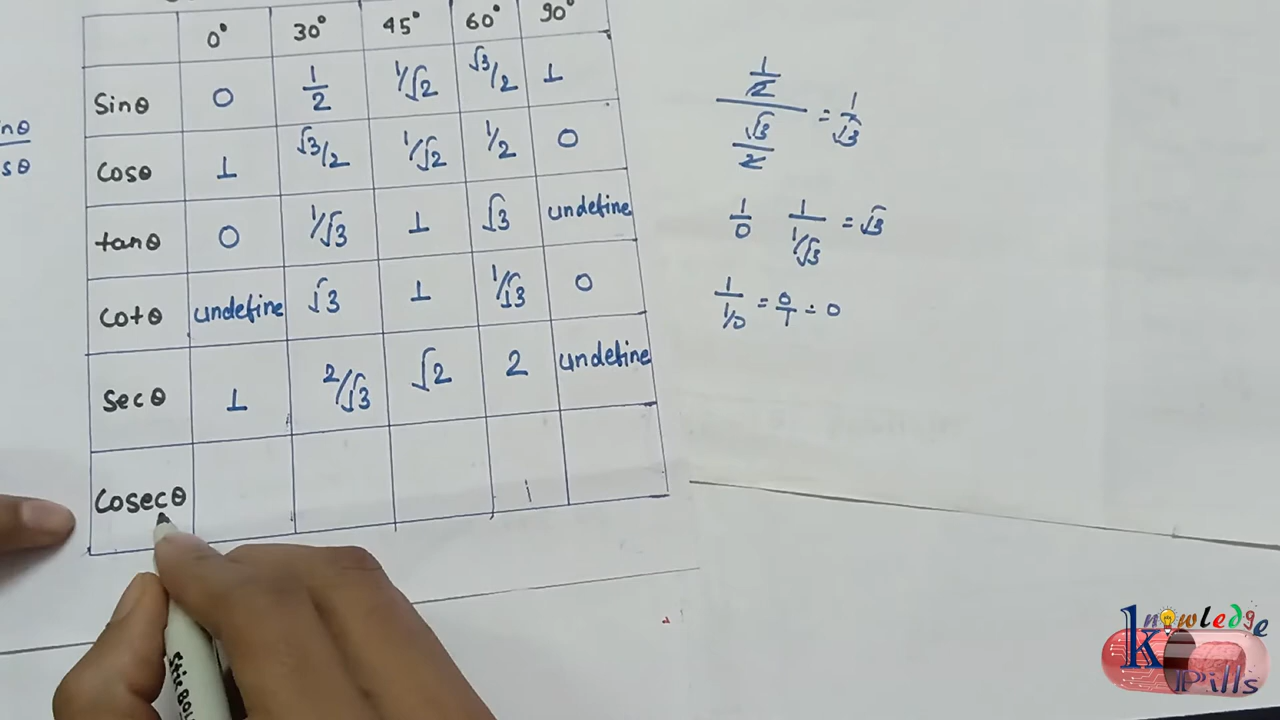 0° 30° 45° 60° 90°
Sinθ 0 1/2 1/√2 √3/2 1
Cosθ 1 √3/2 1/√2 1/2 0
tanθ 0 1/√3 1 √3 undefine
Cotθ undefine √3 1 1/√3 0
Secθ 1 2/√3 √2 2 undefine
Cosecθ
nθ
sθ
1/2 / √3/2 = 1/√3
1/0 1/1/√3 = √3
1/1/0 = 0/1 = 0
Knowledge
Pills